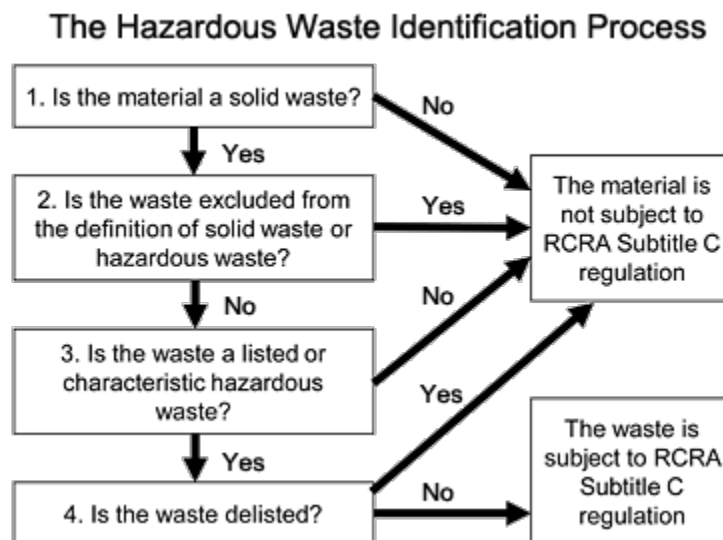 The Hazardous Waste Identification Process
1. Is the material a solid waste?
No
Yes
2. Is the waste excluded from
the definition of solid waste or
hazardous waste?
Yes
The material is
not subject to
RCRA Subtitle C
regulation
No
No
3. Is the waste a listed or
characteristic hazardous
waste?
Yes
Yes
The waste is
subject to RCRA
Subtitle C
regulation
4. Is the waste delisted?
No